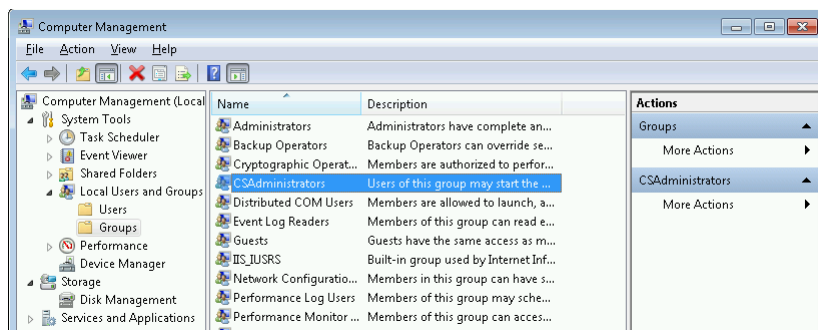 Computer Management
File Action View Help
Computer Management (Local
System Tools
Task Scheduler
Event Viewer
Shared Folders
Local Users and Groups
Users
Groups
Performance
Device Manager
Storage
Disk Management
Services and Applications
Name Description
Administrators Administrators have complete an...
Backup Operators Backup Operators can override se...
Cryptographic Operat... Members are authorized to perfor...
CSAdministrators Users of this group may start the ...
Distributed COM Users Members are allowed to launch, a...
Event Log Readers Members of this group can read e...
Guests Guests have the same access as m...
IIS_IUSRS Built-in group used by Internet Inf...
Network Configuratio... Members in this group can have s...
Performance Log Users Members of this group may sche...
Performance Monitor ... Members of this group can acces...
Actions
Groups
More Actions
CSAdministrators
More Actions